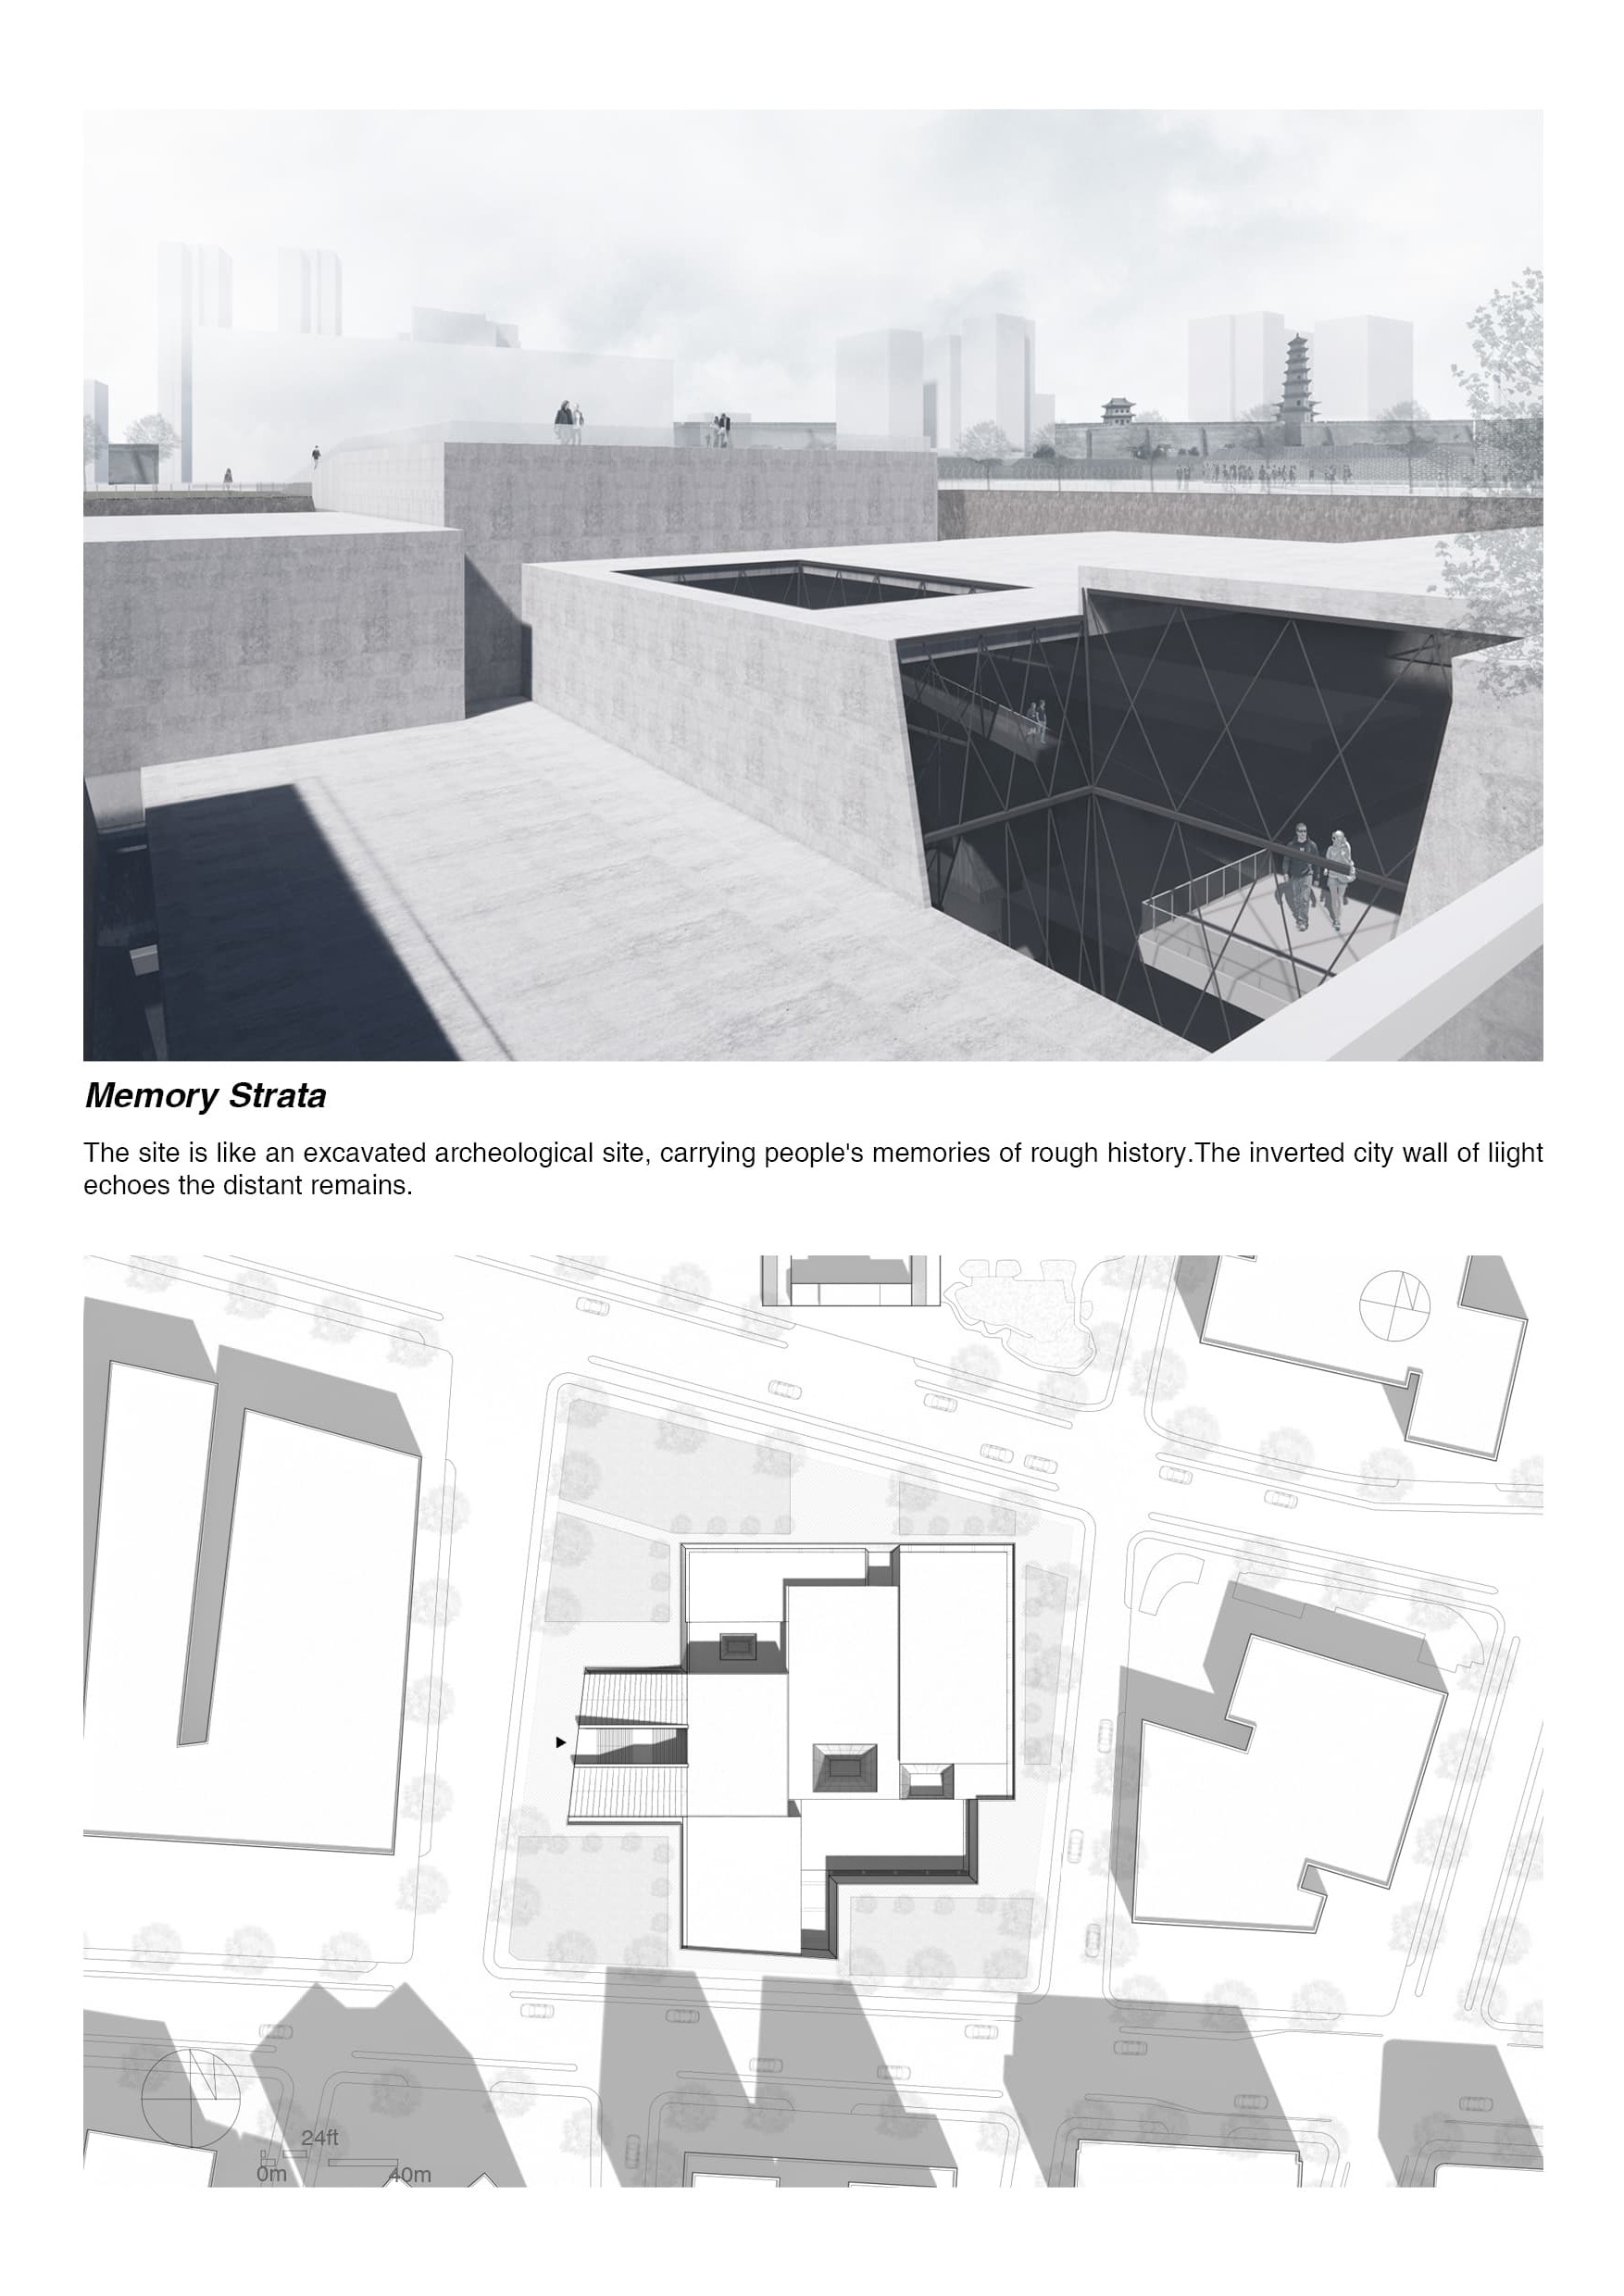 Memory Strata
The site is like an excavated archeological site, carrying people's memories of rough history.The inverted city wall of liight
echoes the distant remains.
24ft
0m 40m